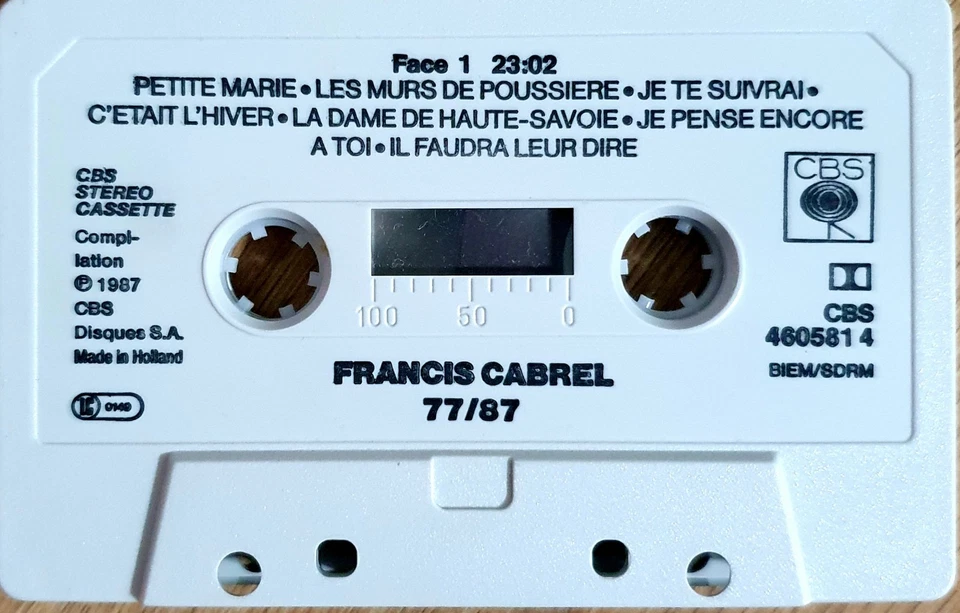 Face 1 23:02
PETITE MARIE • LES MURS DE POUSSIERE • JE TE SUIVRAI •
C'ETAIT L'HIVER • LA DAME DE HAUTE-SAVOIE • JE PENSE ENCORE
A TOI • IL FAUDRA LEUR DIRE
CBS
STEREO
CASSETTE
Compi-
lation
℗ 1987
CBS
Disques S.A.
Made in Holland
0149
CBS
CBS
460581 4
BIEM/SDRM
100 50 0
FRANCIS CABREL
77/87